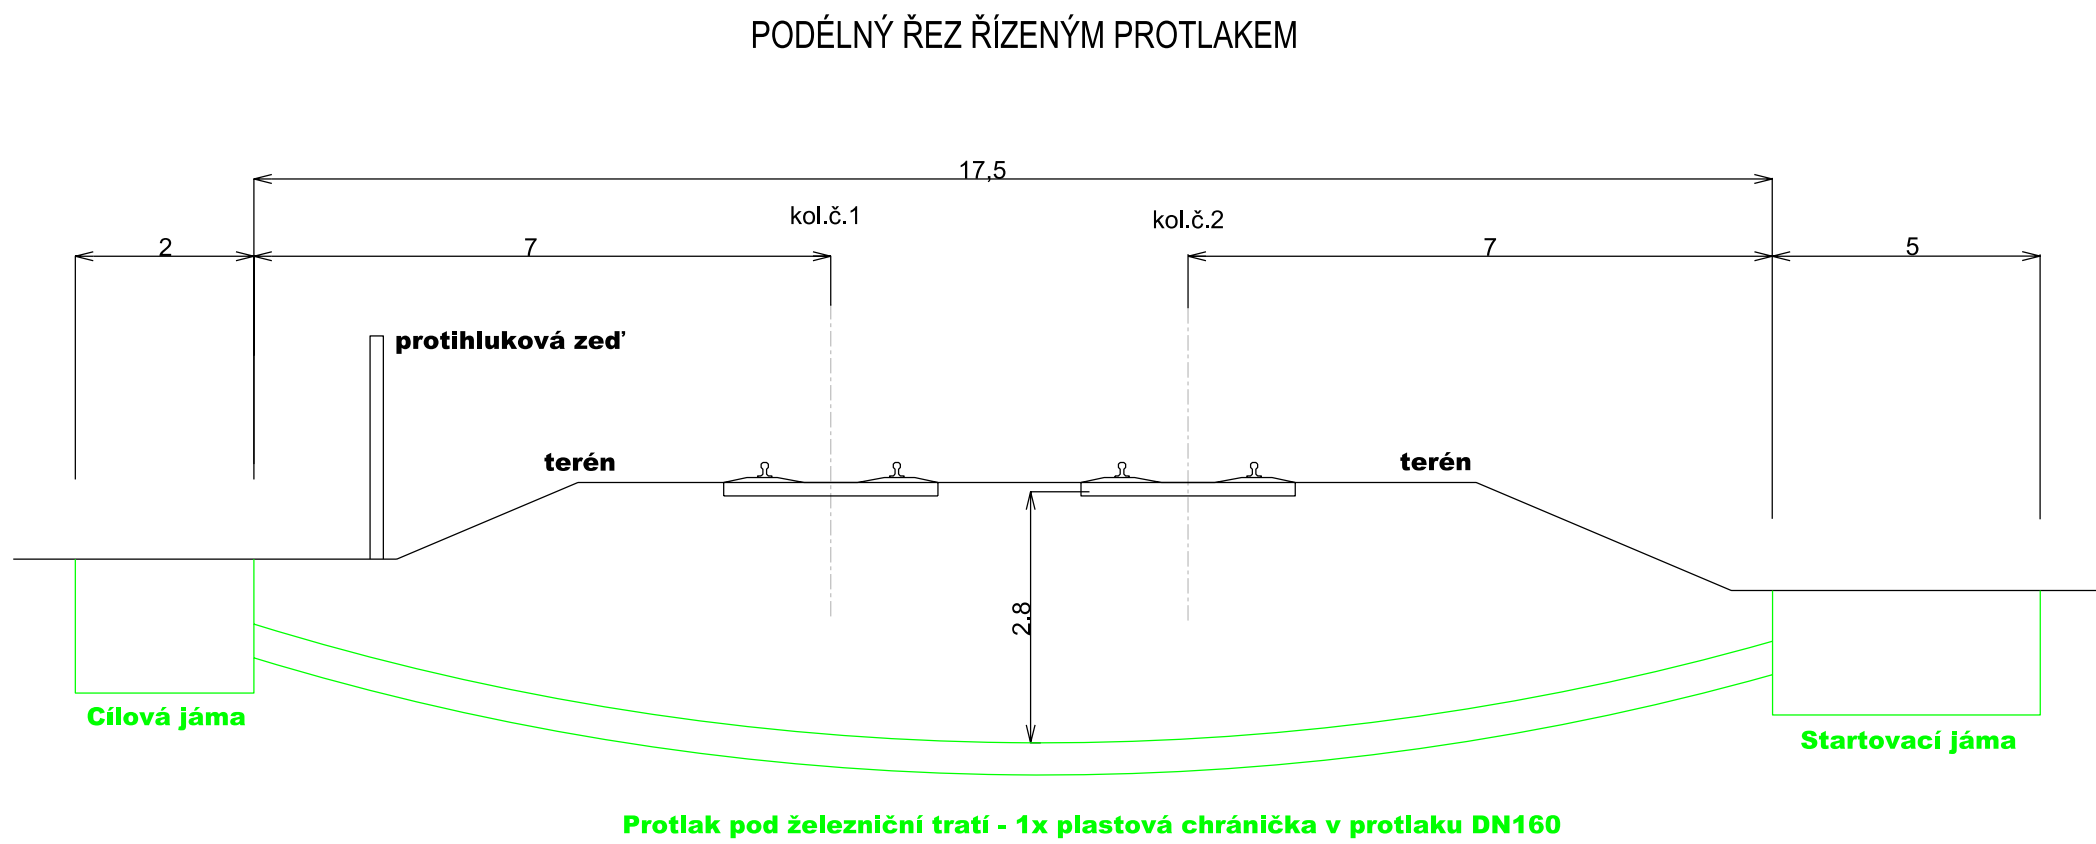 PODÉLNÝ ŘEZ ŘÍZENÝM PROTLAKEM
17,5
kol.č.1
kol.č.2
2
7
7
5
protihluková zeď
terén
terén
2.8
Cílová jáma
Startovací jáma
Protlak pod železniční tratí - 1x plastová chránička v protlaku DN160